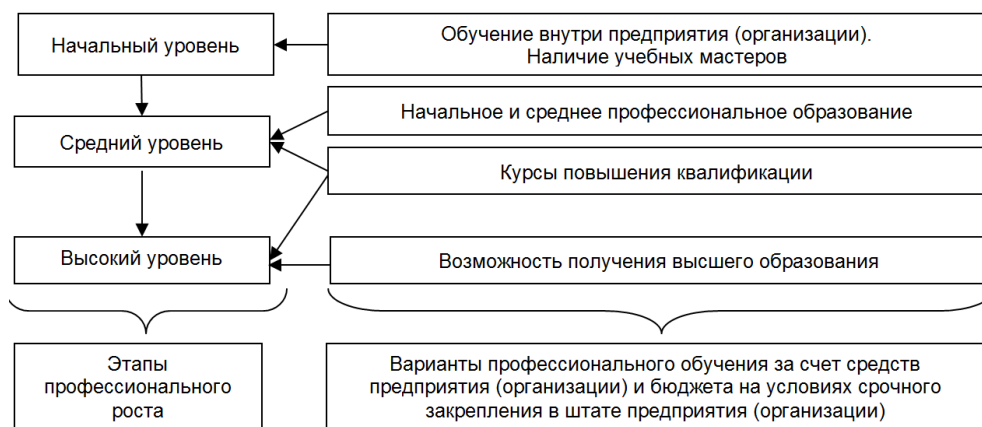 Начальный уровень
Обучение внутри предприятия (организации).
Наличие учебных мастеров
Начальное и среднее профессиональное образование
Средний уровень
Курсы повышения квалификации
Высокий уровень
Возможность получения высшего образования
Этапы
профессионального
роста
Варианты профессионального обучения за счет средств
предприятия (организации) и бюджета на условиях срочного
закрепления в штате предприятия (организации)